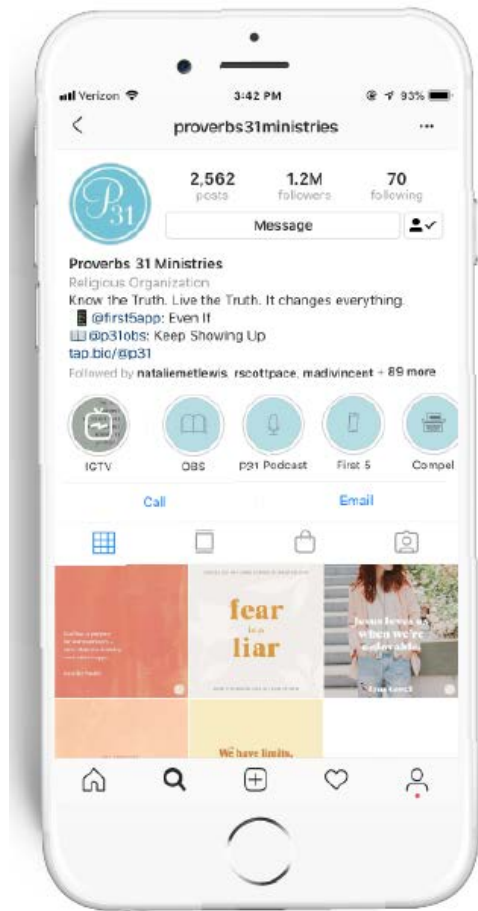 Verizon 3:42 PM 93%
proverbs31ministries
P31
2,562 1.2M 70
posts followers following
Message
Proverbs 31 Ministries
Religious Organization
Know the Truth. Live the Truth. It changes everything.
@first5app: Even If
@p31obs: Keep Showing Up
tap.bio/@p31
Followed by nataliemetlewis, rscottpace, madivincent + 89 more
IGTV OBS P31 Podcast First 5 Compel
Call Email
fear
is a
liar
Jesus loves us
when we're
unlovable.
We have limits,